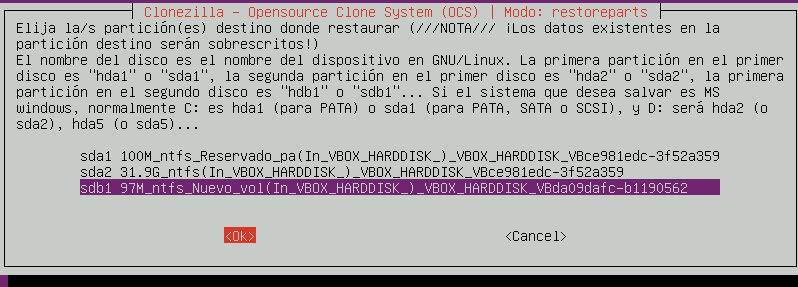 Clonezilla - Opensource Clone System (OCS) | Modo: restoreparts
Elija la/s partición(es) destino donde restaurar (///NOTA/// ¡Los datos existentes en la
partición destino serán sobrescritos!)
El nombre del disco es el nombre del dispositivo en GNU/Linux. La primera partición en el primer
disco es "hda1" o "sda1", la segunda partición en el primer disco es "hda2" o "sda2", la primera
partición en el segundo disco es "hdb1" o "sdb1"... Si el sistema que desea salvar es MS
windows, normalmente C: es hda1 (para PATA) o sda1 (para PATA, SATA o SCSI), y D: será hda2 (o
sda2), hda5 (o sda5)...
sda1 100M_ntfs_Reservado_pa(In_VBOX_HARDDISK_)_VBOX_HARDDISK_VBce981edc-3f52a359
sda2 31.9G_ntfs(In_VBOX_HARDDISK_)_VBOX_HARDDISK_VBce981edc-3f52a359
sdb1 97M_ntfs_Nuevo_vol(In_VBOX_HARDDISK_)_VBOX_HARDDISK_VBda09dafc-b1190562
<Ok> <Cancel>